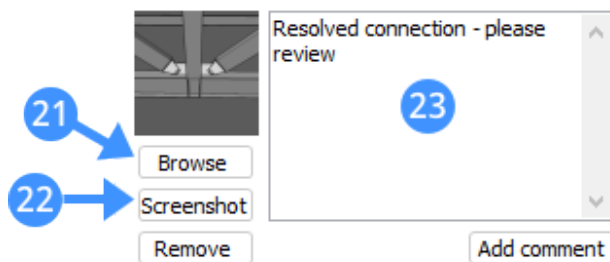 Resolved connection - please
review
21
23
Browse
22
Screenshot
Remove
Add comment